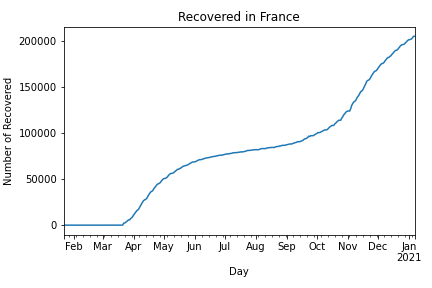 Recovered in France
200000
150000
100000
50000
0
Number of Recovered
Feb Mar Apr May Jun Jul Aug Sep Oct Nov Dec Jan
2021
Day